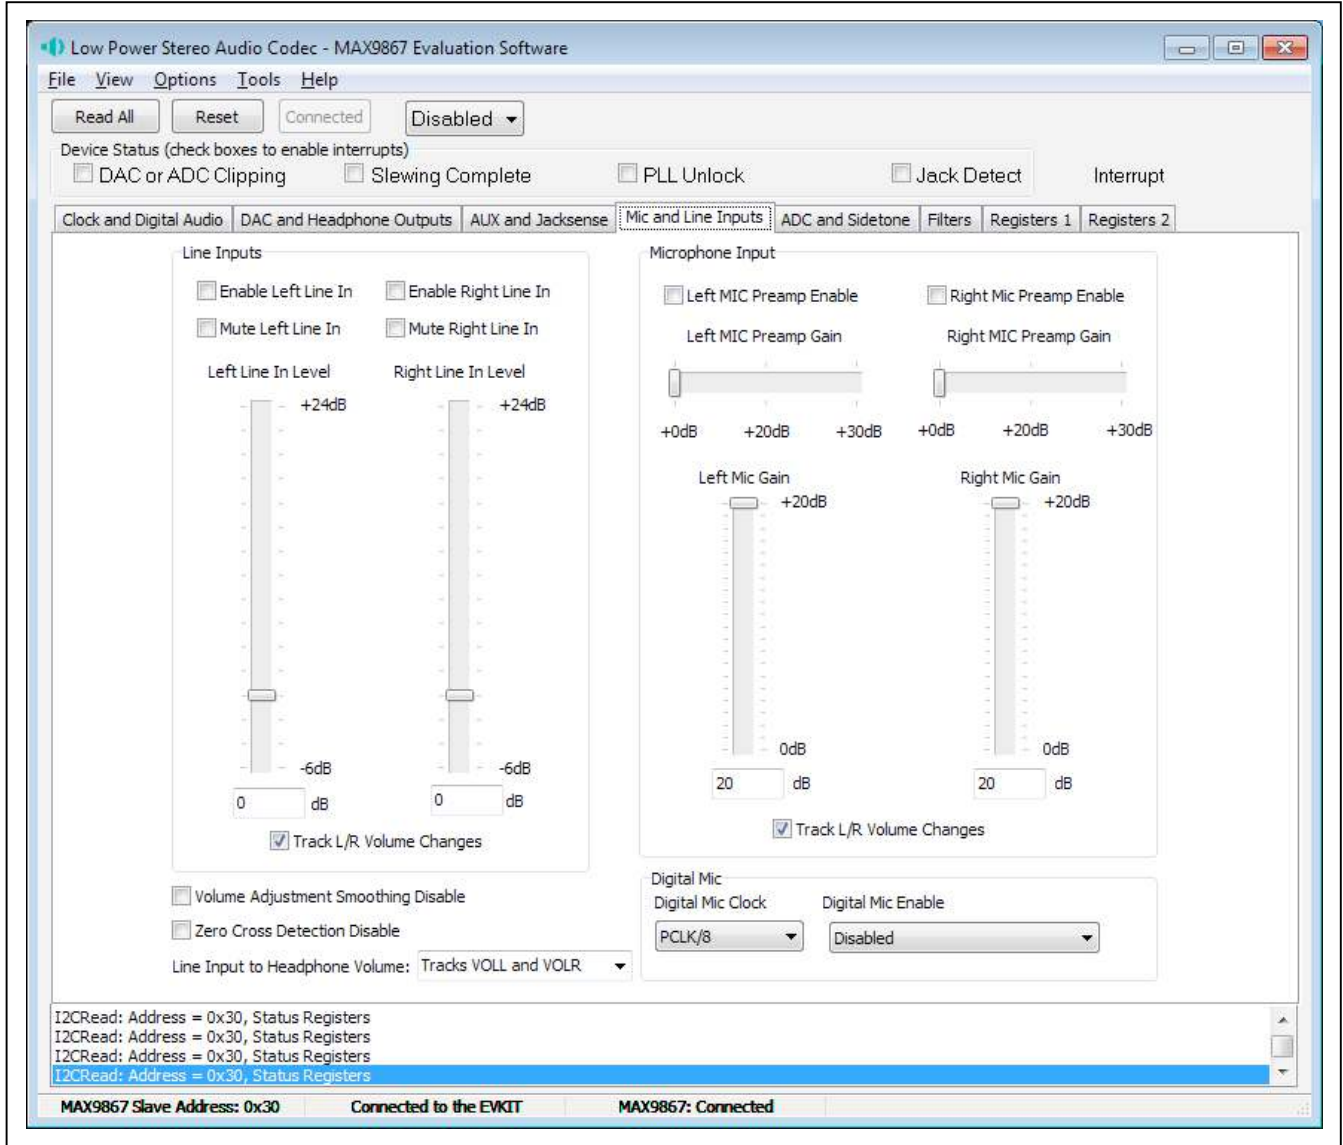 Low Power Stereo Audio Codec - MAX9867 Evaluation Software
File View Options Tools Help
Read All Reset Connected Disabled
Device Status (check boxes to enable interrupts)
DAC or ADC Clipping Slewing Complete PLL Unlock Jack Detect Interrupt
Clock and Digital Audio DAC and Headphone Outputs AUX and Jacksense Mic and Line Inputs ADC and Sidetone Filters Registers 1 Registers 2
Line Inputs
Enable Left Line In Enable Right Line In
Mute Left Line In Mute Right Line In
Left Line In Level Right Line In Level
+24dB +24dB
-6dB -6dB
0 dB 0 dB
Track L/R Volume Changes
Volume Adjustment Smoothing Disable
Zero Cross Detection Disable
Line Input to Headphone Volume: Tracks VOLL and VOLR
Microphone Input
Left MIC Preamp Enable Right Mic Preamp Enable
Left MIC Preamp Gain Right MIC Preamp Gain
+0dB +20dB +30dB +0dB +20dB +30dB
Left Mic Gain Right Mic Gain
+20dB +20dB
0dB 0dB
20 dB 20 dB
Track L/R Volume Changes
Digital Mic
Digital Mic Clock Digital Mic Enable
PCLK/8 Disabled
I2CRead: Address = 0x30, Status Registers
I2CRead: Address = 0x30, Status Registers
I2CRead: Address = 0x30, Status Registers
I2CRead: Address = 0x30, Status Registers
MAX9867 Slave Address: 0x30 Connected to the EVKIT MAX9867: Connected